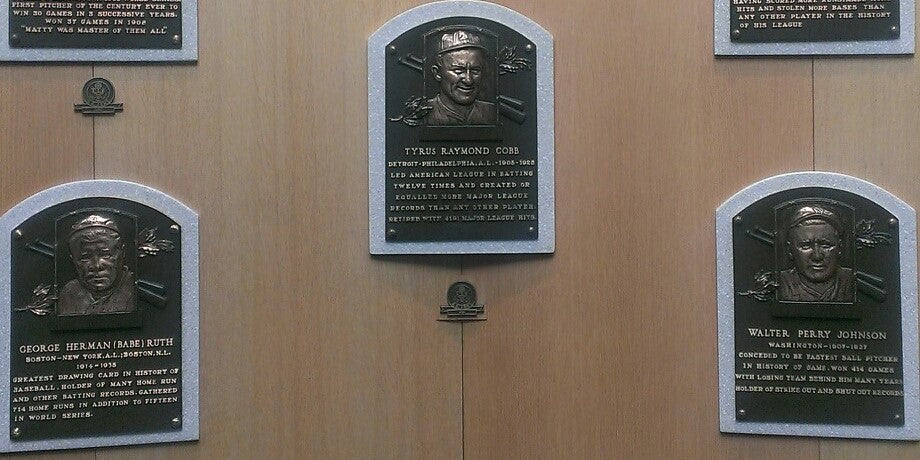 FIRST PITCHER OF THE CENTURY EVER TO
WIN 30 GAMES IN 3 SUCCESSIVE YEARS.
WON 37 GAMES IN 1908
"MATTY WAS MASTER OF THEM ALL"
HITS AND STOLEN MORE BASES THAN
ANY OTHER PLAYER IN THE HISTORY
OF HIS LEAGUE
TYRUS RAYMOND COBB
DETROIT-PHILADELPHIA, A.L.-1905-1928
LED AMERICAN LEAGUE IN BATTING
TWELVE TIMES AND CREATED OR
EQUALLED MORE MAJOR LEAGUE
RECORDS THAN ANY OTHER PLAYER.
RETIRED WITH 4191 MAJOR LEAGUE HITS.
GEORGE HERMAN (BABE) RUTH
BOSTON-NEW YORK, A.L.; BOSTON, N.L.
1914-1935
GREATEST DRAWING CARD IN HISTORY OF
BASEBALL. HOLDER OF MANY HOME RUN
AND OTHER BATTING RECORDS. GATHERED
714 HOME RUNS IN ADDITION TO FIFTEEN
IN WORLD SERIES.
WALTER PERRY JOHNSON
WASHINGTON-1907-1927
CONCEDED TO BE FASTEST BALL PITCHER
IN HISTORY OF GAME. WON 414 GAMES
WITH LOSING TEAM BEHIND HIM MANY YEARS.
HOLDER OF STRIKE OUT AND SHUT OUT RECORDS.